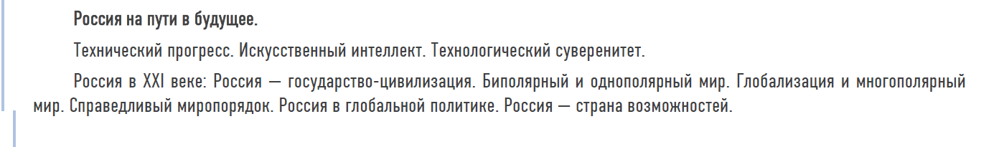 Россия на пути в будущее.
Технический прогресс. Искусственный интеллект. Технологический суверенитет.
Россия в XXI веке: Россия — государство-цивилизация. Биполярный и однополярный мир. Глобализация и многополярный
мир. Справедливый миропорядок. Россия в глобальной политике. Россия — страна возможностей.